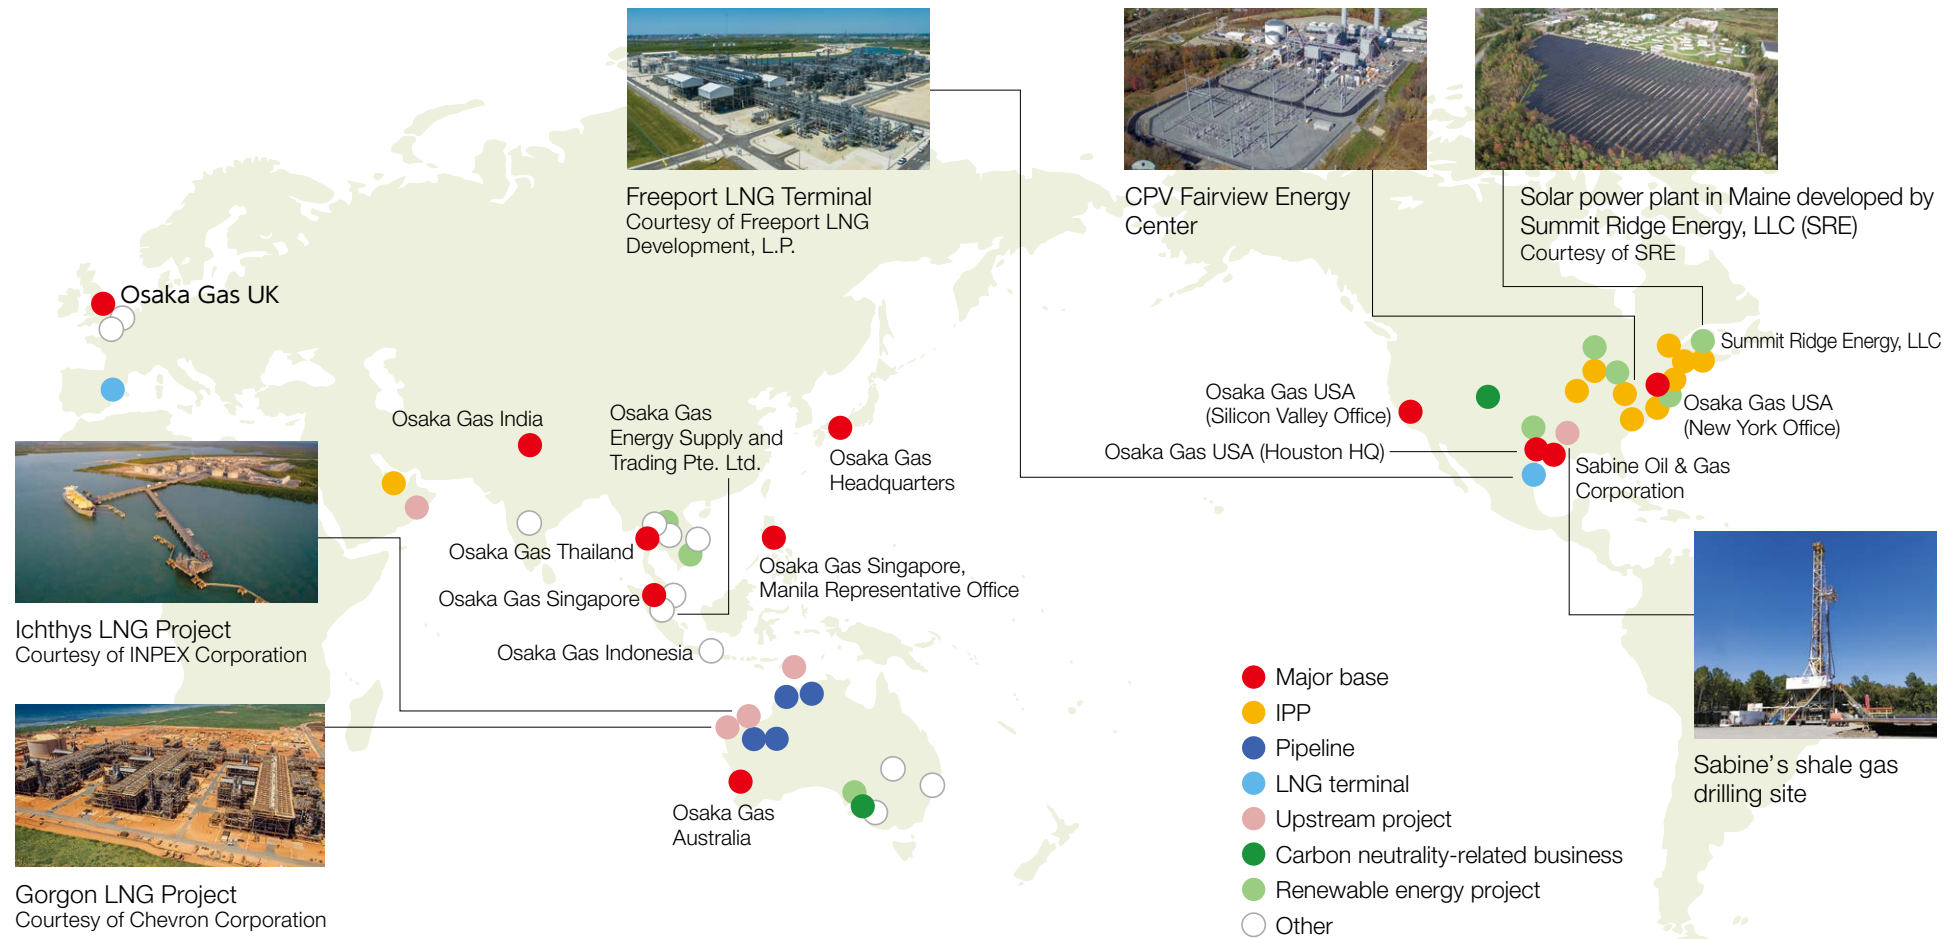 Freeport LNG Terminal
Courtesy of Freeport LNG
Development, L.P.
CPV Fairview Energy
Center
Solar power plant in Maine developed by
Summit Ridge Energy, LLC (SRE)
Courtesy of SRE
Osaka Gas UK
Summit Ridge Energy, LLC
Osaka Gas USA
(Silicon Valley Office)
Osaka Gas USA
(New York Office)
Osaka Gas India
Osaka Gas
Energy Supply and
Trading Pte. Ltd.
Osaka Gas
Headquarters
Osaka Gas USA (Houston HQ)
Sabine Oil & Gas
Corporation
Osaka Gas Thailand
Osaka Gas Singapore,
Manila Representative Office
Osaka Gas Singapore
Osaka Gas Indonesia
Ichthys LNG Project
Courtesy of INPEX Corporation
Osaka Gas
Australia
Gorgon LNG Project
Courtesy of Chevron Corporation
Sabine's shale gas
drilling site
Major base
IPP
Pipeline
LNG terminal
Upstream project
Carbon neutrality-related business
Renewable energy project
Other